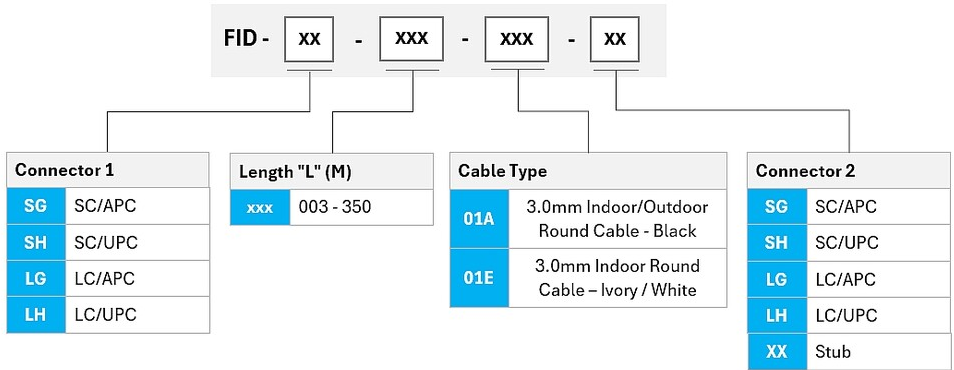 FID - XX - XXX - XXX - XX
Connector 1
SG SC/APC
SH SC/UPC
LG LC/APC
LH LC/UPC
Length "L" (M)
xxx 003 - 350
Cable Type
01A 3.0mm Indoor/Outdoor
Round Cable - Black
01E 3.0mm Indoor Round
Cable – Ivory / White
Connector 2
SG SC/APC
SH SC/UPC
LG LC/APC
LH LC/UPC
XX Stub